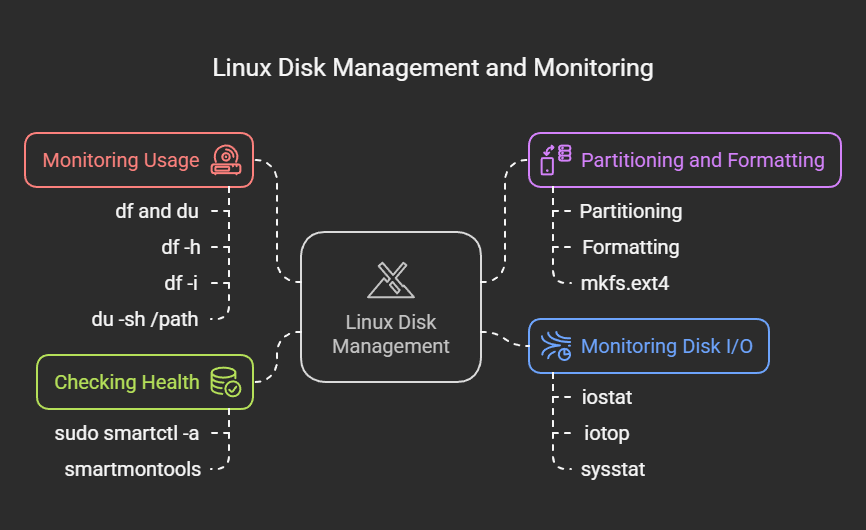 Linux Disk Management and Monitoring
Monitoring Usage
df and du
df -h
df -i
du -sh /path
Checking Health
sudo smartctl -a
smartmontools
Linux Disk
Management
Partitioning and Formatting
Partitioning
Formatting
mkfs.ext4
Monitoring Disk I/O
iostat
iotop
sysstat